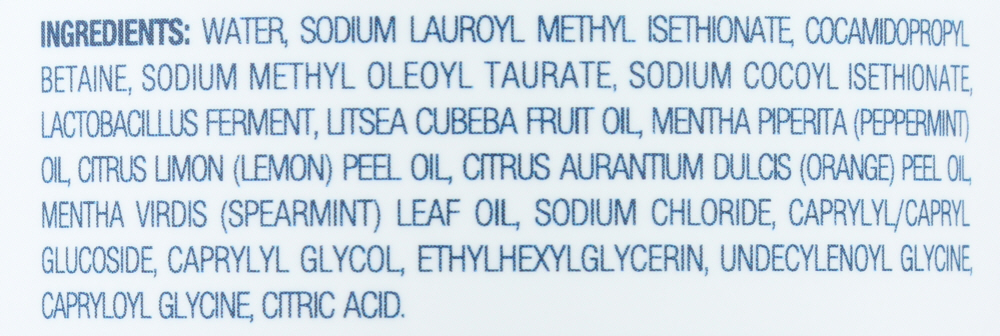 INGREDIENTS: WATER, SODIUM LAUROYL METHYL ISETHIONATE, COCAMIDOPROPYL
BETAINE, SODIUM METHYL OLEOYL TAURATE, SODIUM COCOYL ISETHIONATE,
LACTOBACILLUS FERMENT, LITSEA CUBEBA FRUIT OIL, MENTHA PIPERITA (PEPPERMINT)
OIL, CITRUS LIMON (LEMON) PEEL OIL, CITRUS AURANTIUM DULCIS (ORANGE) PEEL OIL,
MENTHA VIRDIS (SPEARMINT) LEAF OIL, SODIUM CHLORIDE, CAPRYLYL/CAPRYL
GLUCOSIDE, CAPRYLYL GLYCOL, ETHYLHEXYLGLYCERIN, UNDECYLENOYL GLYCINE,
CAPRYLOYL GLYCINE, CITRIC ACID.